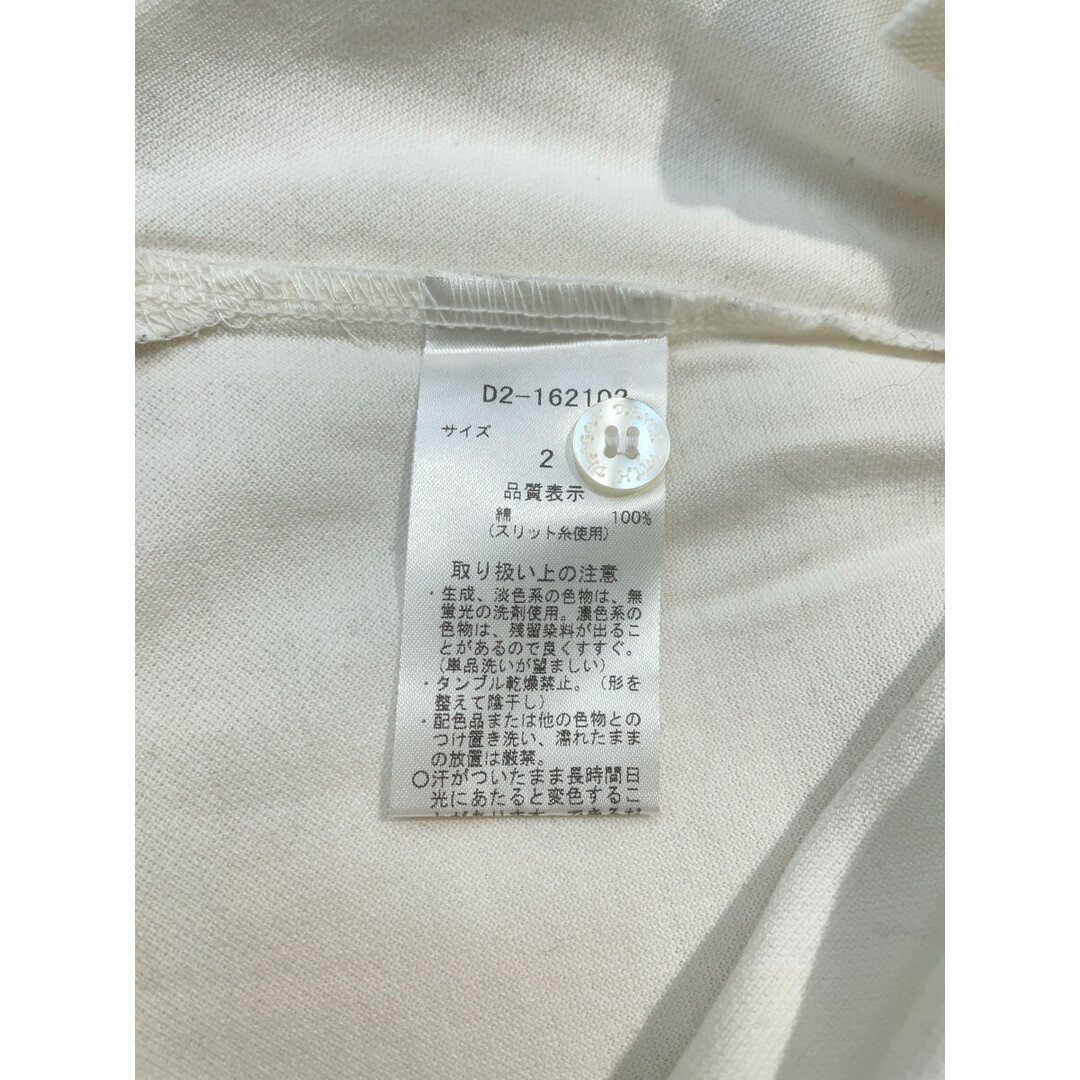 D2-162102
サイズ
2
品質表示
綿 100%
(スリット糸使用)
取り扱い上の注意
・生成、淡色系の色物は、無
蛍光の洗剤使用。濃色系の
色物は、残留染料が出るこ
とがあるので良くすすぐ。
(単品洗いが望ましい)
・タンブル乾燥禁止。(形を
整えて陰干し)
・配色品または他の色物との
つけ置き洗い、濡れたまま
の放置は厳禁。
○汗がついたまま長時間日
光にあたると変色するこ